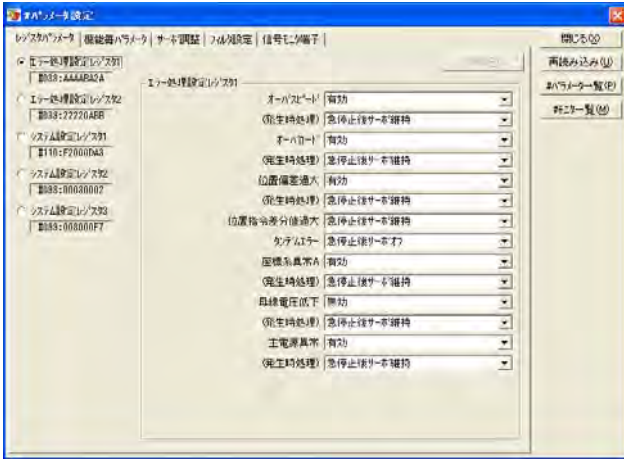 #パラメータ設定
レジスタパラメータ 機能毎パラメータ サーボ調整 フィルタ設定 信号モニタ端子
閉じる(X)
再読み込み(U)
#パラメーター覧(P)
#モニター覧(M)
エラー処理設定レジスタ1
#038:AAAABA2A
エラー処理設定レジスタ2
システム設定レジスタ1
#110:F2000DA3
システム設定レジスタ2
システム設定レジスタ3
エラー処理設定レジスタ1
オーバスピード 有効
(発生時処理) 急停止後サーボ維持
オーバロード 有効
(発生時処理) 急停止後サーボ維持
位置偏差過大 有効
(発生時処理) 急停止後サーボ維持
位置指令差分値過大 急停止後サーボ維持
タンデムエラー 急停止後サーボオフ
座標系異常A 有効
(発生時処理) 急停止後サーボ維持
母線電圧低下 無効
(発生時処理) 急停止後サーボ維持
主電源異常 有効
(発生時処理) 急停止後サーボ維持